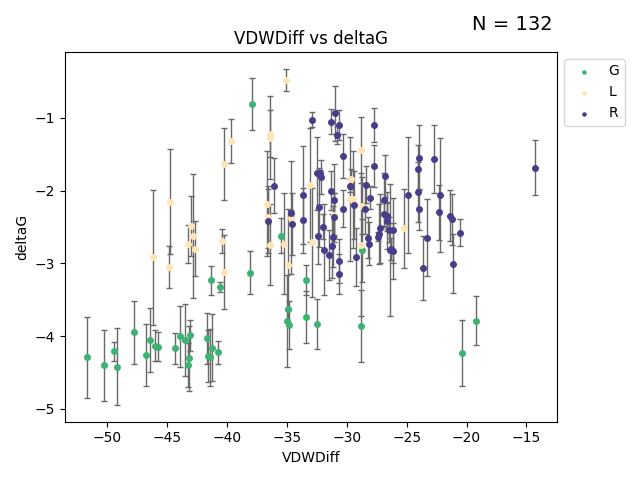 N = 132
VDWDiff vs deltaG
G
L
R
−1
−2
−3
−4
−5
deltaG
−50 −45 −40 −35 −30 −25 −20 −15
VDWDiff